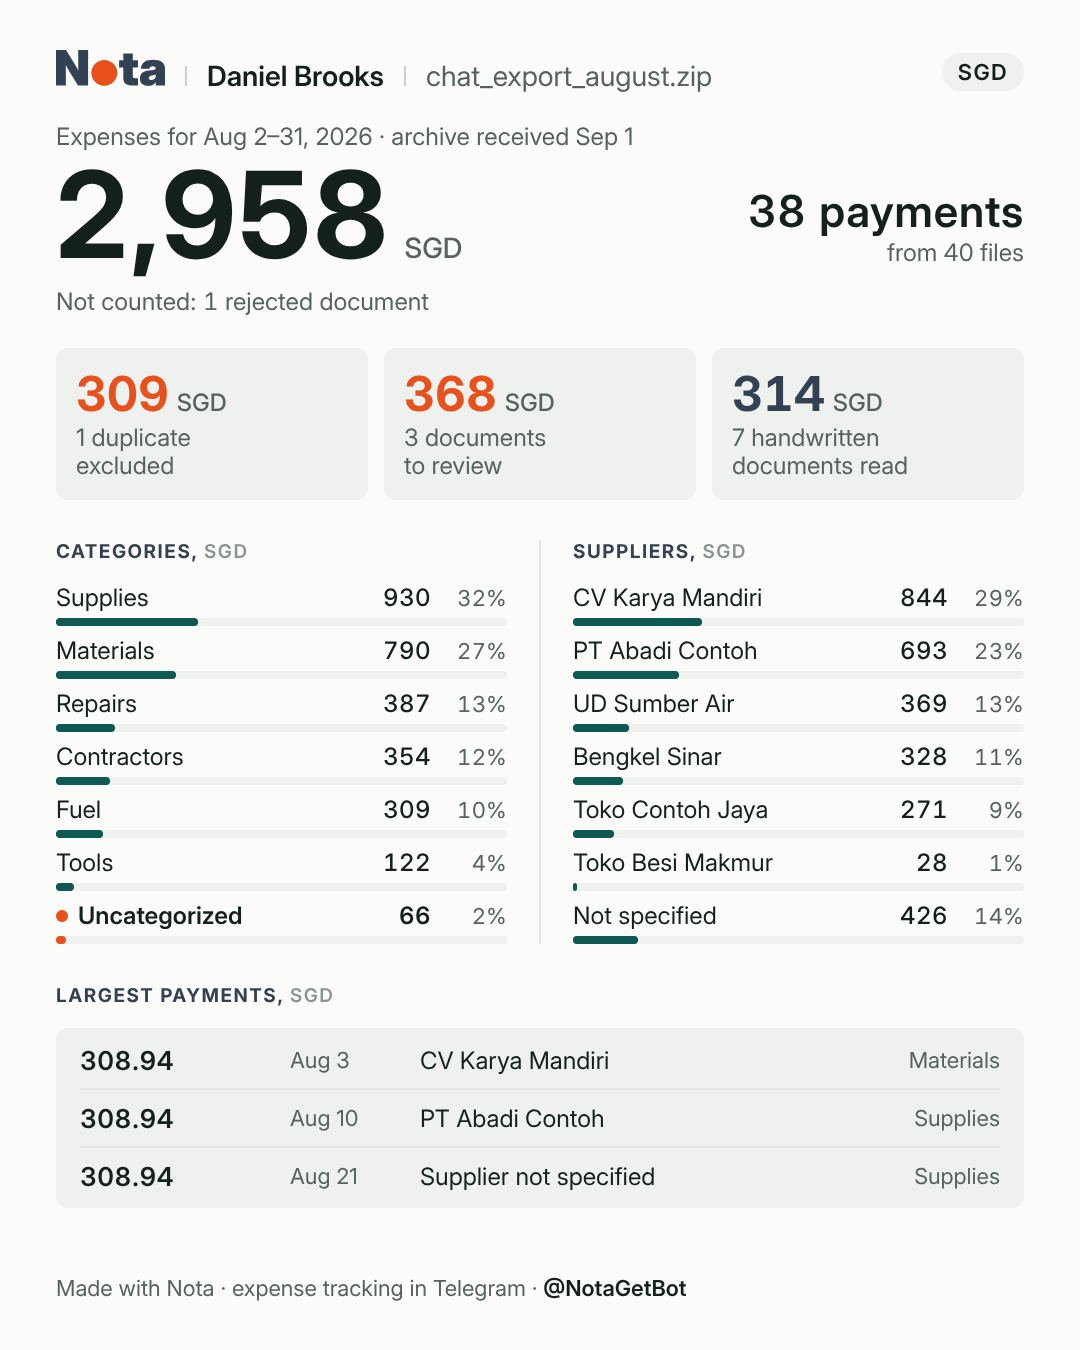 Nota | Daniel Brooks | chat_export_august.zip
SGD
Expenses for Aug 2–31, 2026 · archive received Sep 1
2,958 SGD
38 payments
from 40 files
Not counted: 1 rejected document
309 SGD
1 duplicate
excluded
368 SGD
3 documents
to review
314 SGD
7 handwritten
documents read
CATEGORIES, SGD
Supplies 930 32%
Materials 790 27%
Repairs 387 13%
Contractors 354 12%
Fuel 309 10%
Tools 122 4%
Uncategorized 66 2%
SUPPLIERS, SGD
CV Karya Mandiri 844 29%
PT Abadi Contoh 693 23%
UD Sumber Air 369 13%
Bengkel Sinar 328 11%
Toko Contoh Jaya 271 9%
Toko Besi Makmur 28 1%
Not specified 426 14%
LARGEST PAYMENTS, SGD
308.94 Aug 3 CV Karya Mandiri Materials
308.94 Aug 10 PT Abadi Contoh Supplies
308.94 Aug 21 Supplier not specified Supplies
Made with Nota · expense tracking in Telegram · @NotaGetBot